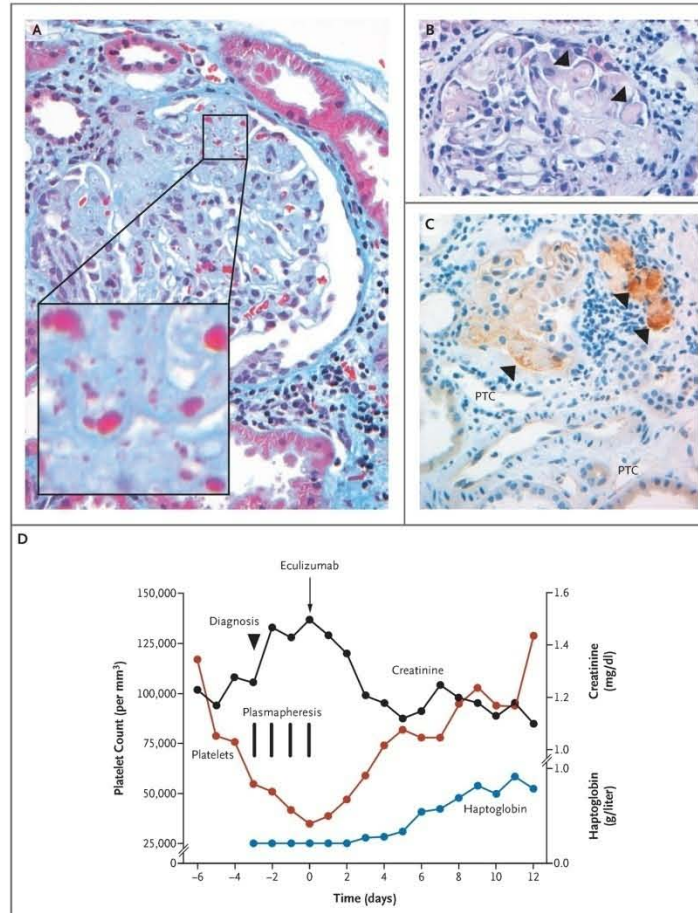 A
B
C
PTC
PTC
D
Eculizumab
150,000
1.6
Diagnosis
125,000
1.4
Creatinine
Platelet Count (per mm³)
100,000
1.2
Creatinine
(mg/dl)
Plasmapheresis
75,000
Platelets
1.0
1.0
50,000
Haptoglobin
Haptoglobin
(g/liter)
25,000
0
0.0
−6
−4
−2
0
2
4
6
8
10
12
Time (days)